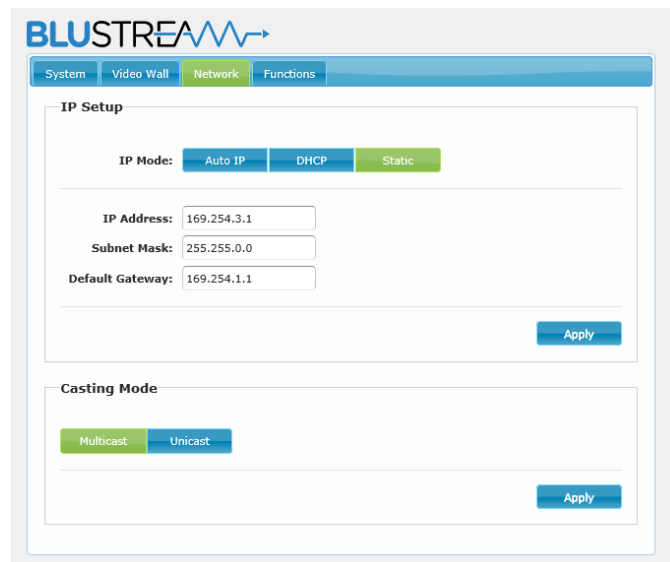 BLUSTREAM
System Video Wall Network Functions
IP Setup
IP Mode: Auto IP DHCP Static
IP Address: 169.254.3.1
Subnet Mask: 255.255.0.0
Default Gateway: 169.254.1.1
Apply
Casting Mode
Multicast Unicast
Apply